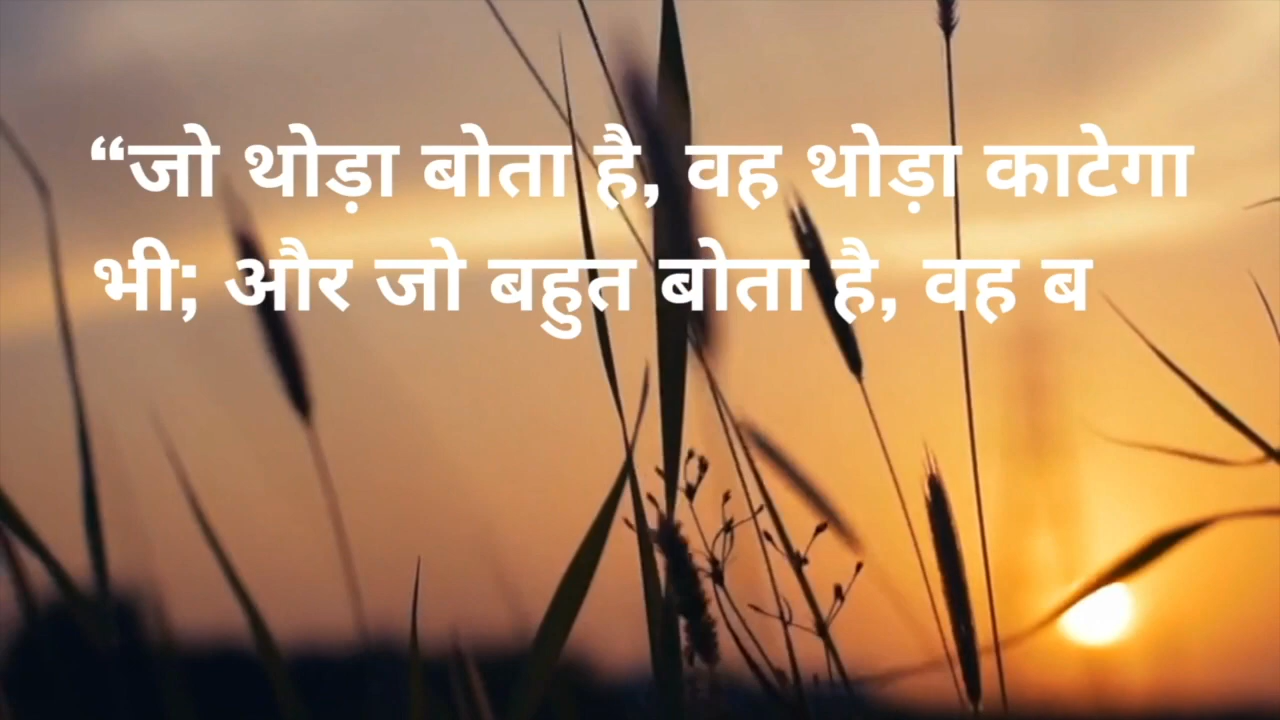 “जो थोड़ा बोता है, वह थोड़ा काटेगा
भी; और जो बहुत बोता है, वह ब